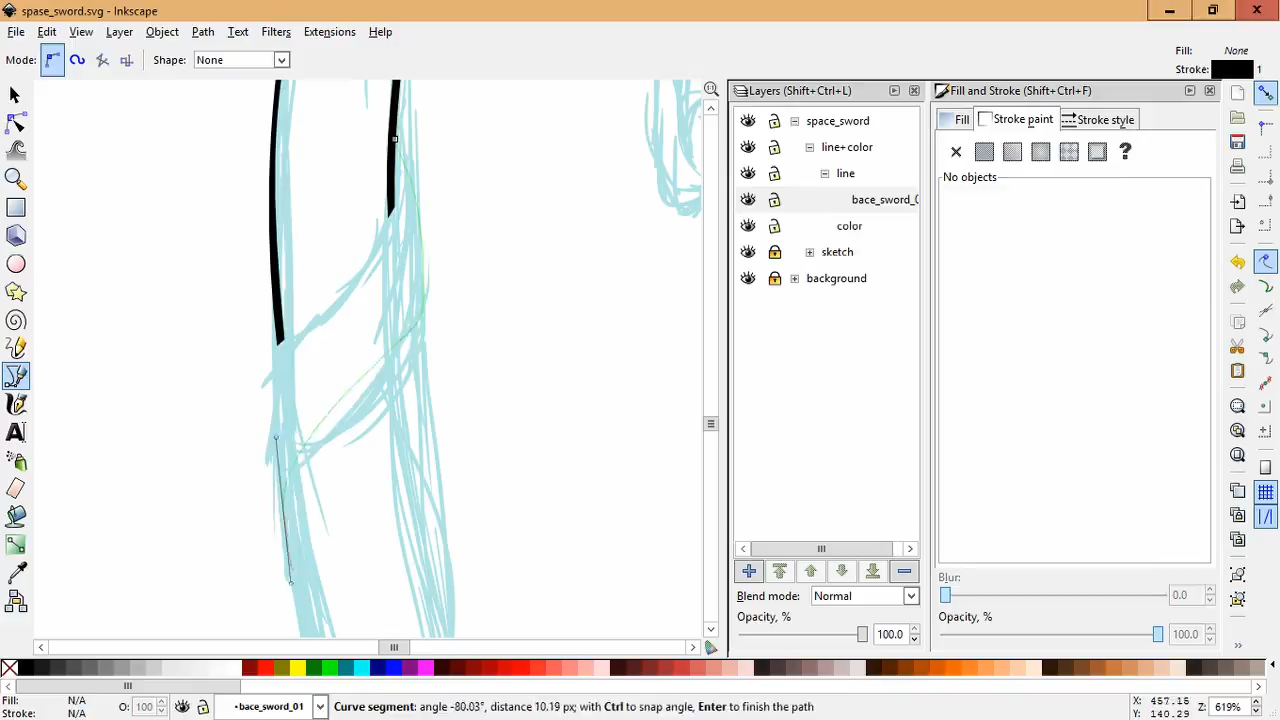 spase_sword.svg - Inkscape
File Edit View Layer Object Path Text Filters Extensions Help
Mode: Shape: None
Fill: None
Stroke: 1
Layers (Shift+Ctrl+L)
space_sword
line+color
line
bace_sword_0
color
sketch
background
Blend mode: Normal
Opacity, % 100.0
Fill and Stroke (Shift+Ctrl+F)
Fill Stroke paint Stroke style
?
No objects
Blur:
0.0
Opacity, %
100.0
Fill: N/A
Stroke: N/A
O: 100
•bace_sword_01
Curve segment: angle -80.03°, distance 10.19 px; with Ctrl to snap angle, Enter to finish the path
X: 457.15
Y: 140.29
Z: 619%